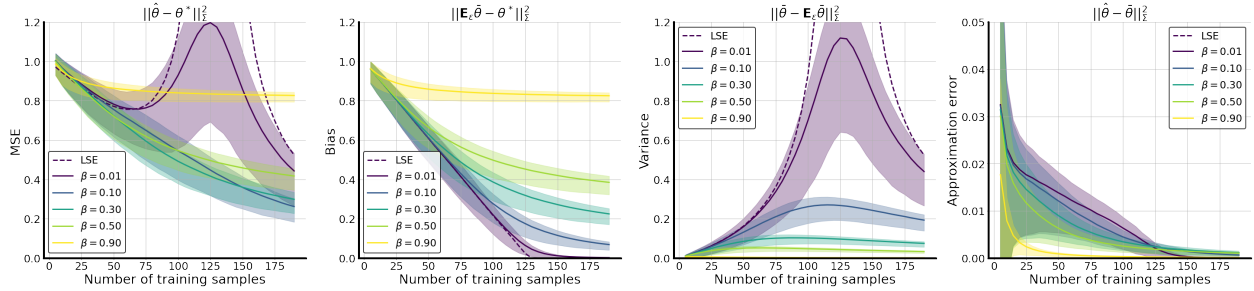 ||θ̂ − θ*||²_Σ
MSE
1.2
1.0
0.8
0.6
0.4
0.2
0.0
LSE
β = 0.01
β = 0.10
β = 0.30
β = 0.50
β = 0.90
0 25 50 75 100 125 150 175
Number of training samples
||E_ε θ̄ − θ*||²_Σ
Bias
1.2
1.0
0.8
0.6
0.4
0.2
0.0
LSE
β = 0.01
β = 0.10
β = 0.30
β = 0.50
β = 0.90
0 25 50 75 100 125 150 175
Number of training samples
||θ̄ − E_ε θ̄||²_Σ
Variance
1.2
1.0
0.8
0.6
0.4
0.2
0.0
LSE
β = 0.01
β = 0.10
β = 0.30
β = 0.50
β = 0.90
0 25 50 75 100 125 150 175
Number of training samples
||θ̂ − θ̄||²_Σ
Approximation error
0.05
0.04
0.03
0.02
0.01
0.00
LSE
β = 0.01
β = 0.10
β = 0.30
β = 0.50
β = 0.90
0 25 50 75 100 125 150 175
Number of training samples